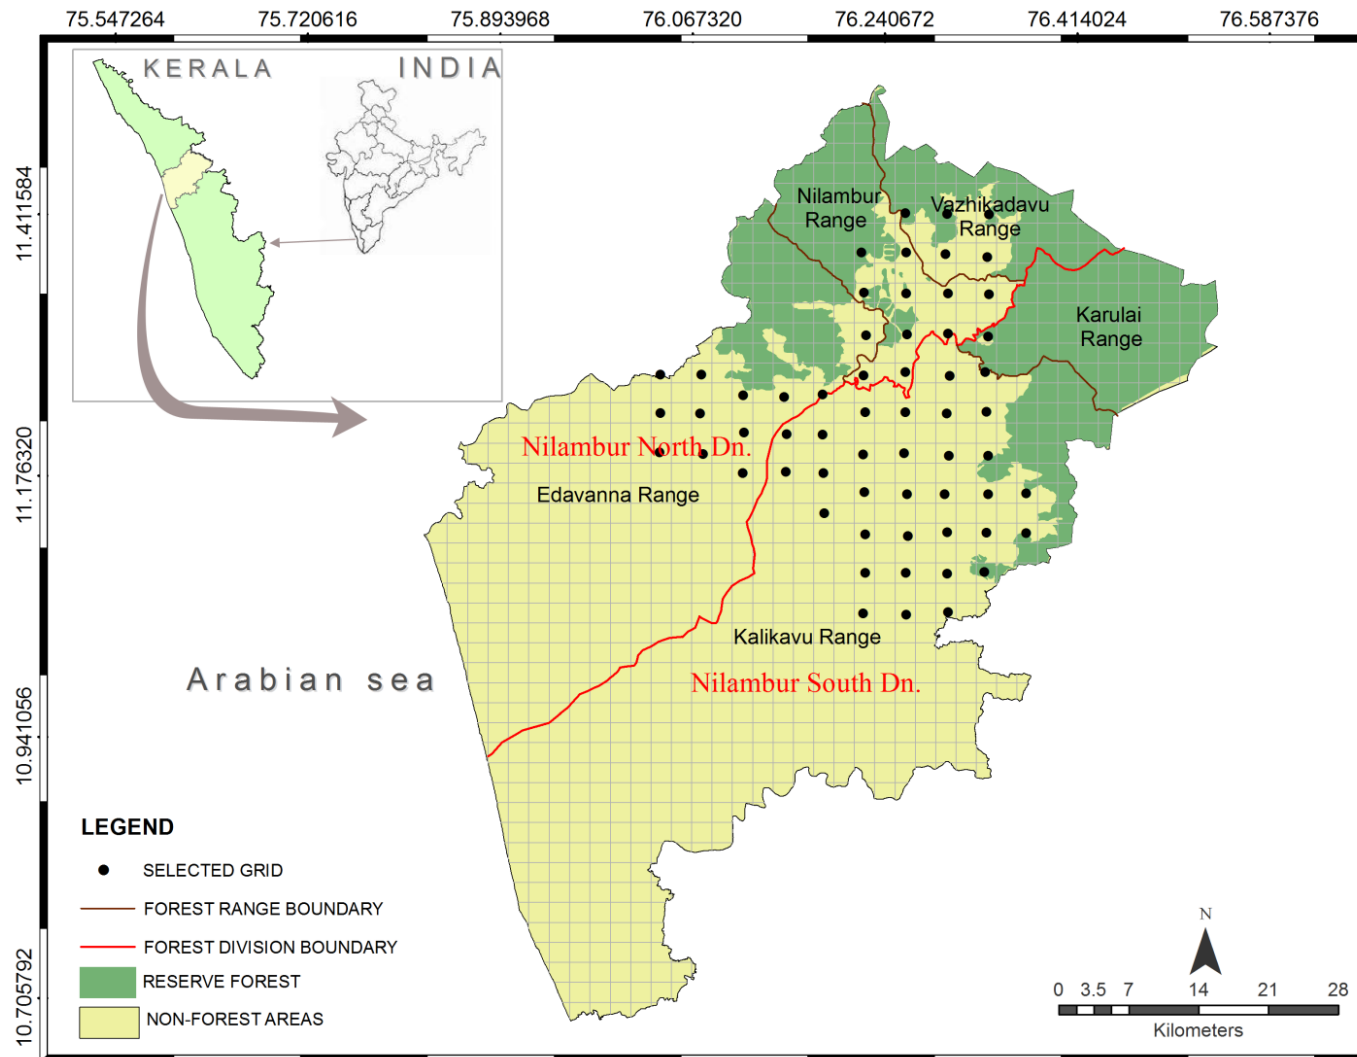 75.547264 75.720616 75.893968 76.067320 76.240672 76.414024 76.587376
KERALA
INDIA
11.411584
11.176320
10.941056
10.705792
Nilambur
Range
Vazhikadavu
Range
Karulai
Range
Nilambur North Dn.
Edavanna Range
Kalikavu Range
Nilambur South Dn.
Arabian sea
LEGEND
SELECTED GRID
FOREST RANGE BOUNDARY
FOREST DIVISION BOUNDARY
RESERVE FOREST
NON-FOREST AREAS
N
0 3.5 7 14 21 28
Kilometers